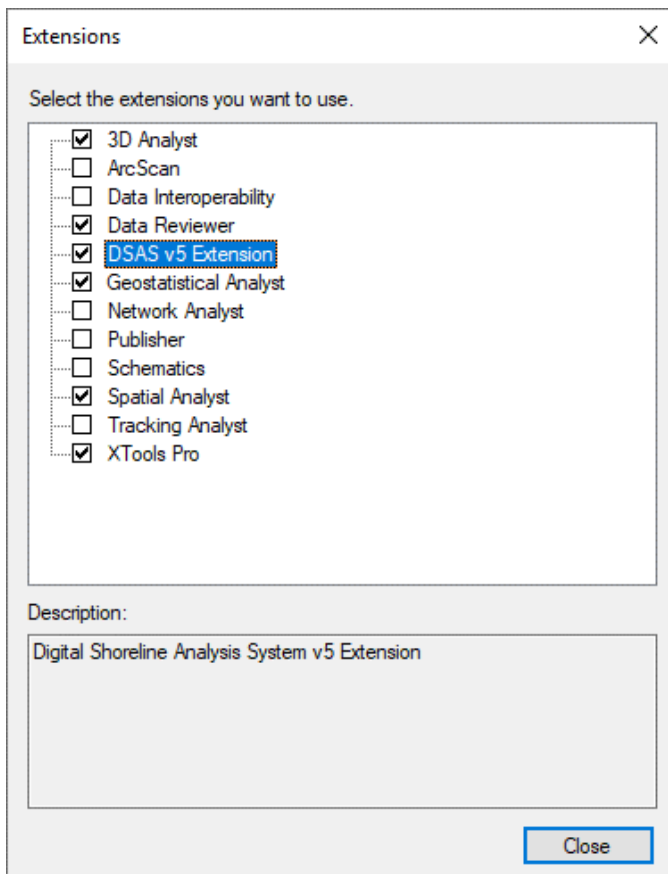 Extensions
Select the extensions you want to use.
3D Analyst
ArcScan
Data Interoperability
Data Reviewer
DSAS v5 Extension
Geostatistical Analyst
Network Analyst
Publisher
Schematics
Spatial Analyst
Tracking Analyst
XTools Pro
Description:
Digital Shoreline Analysis System v5 Extension
Close